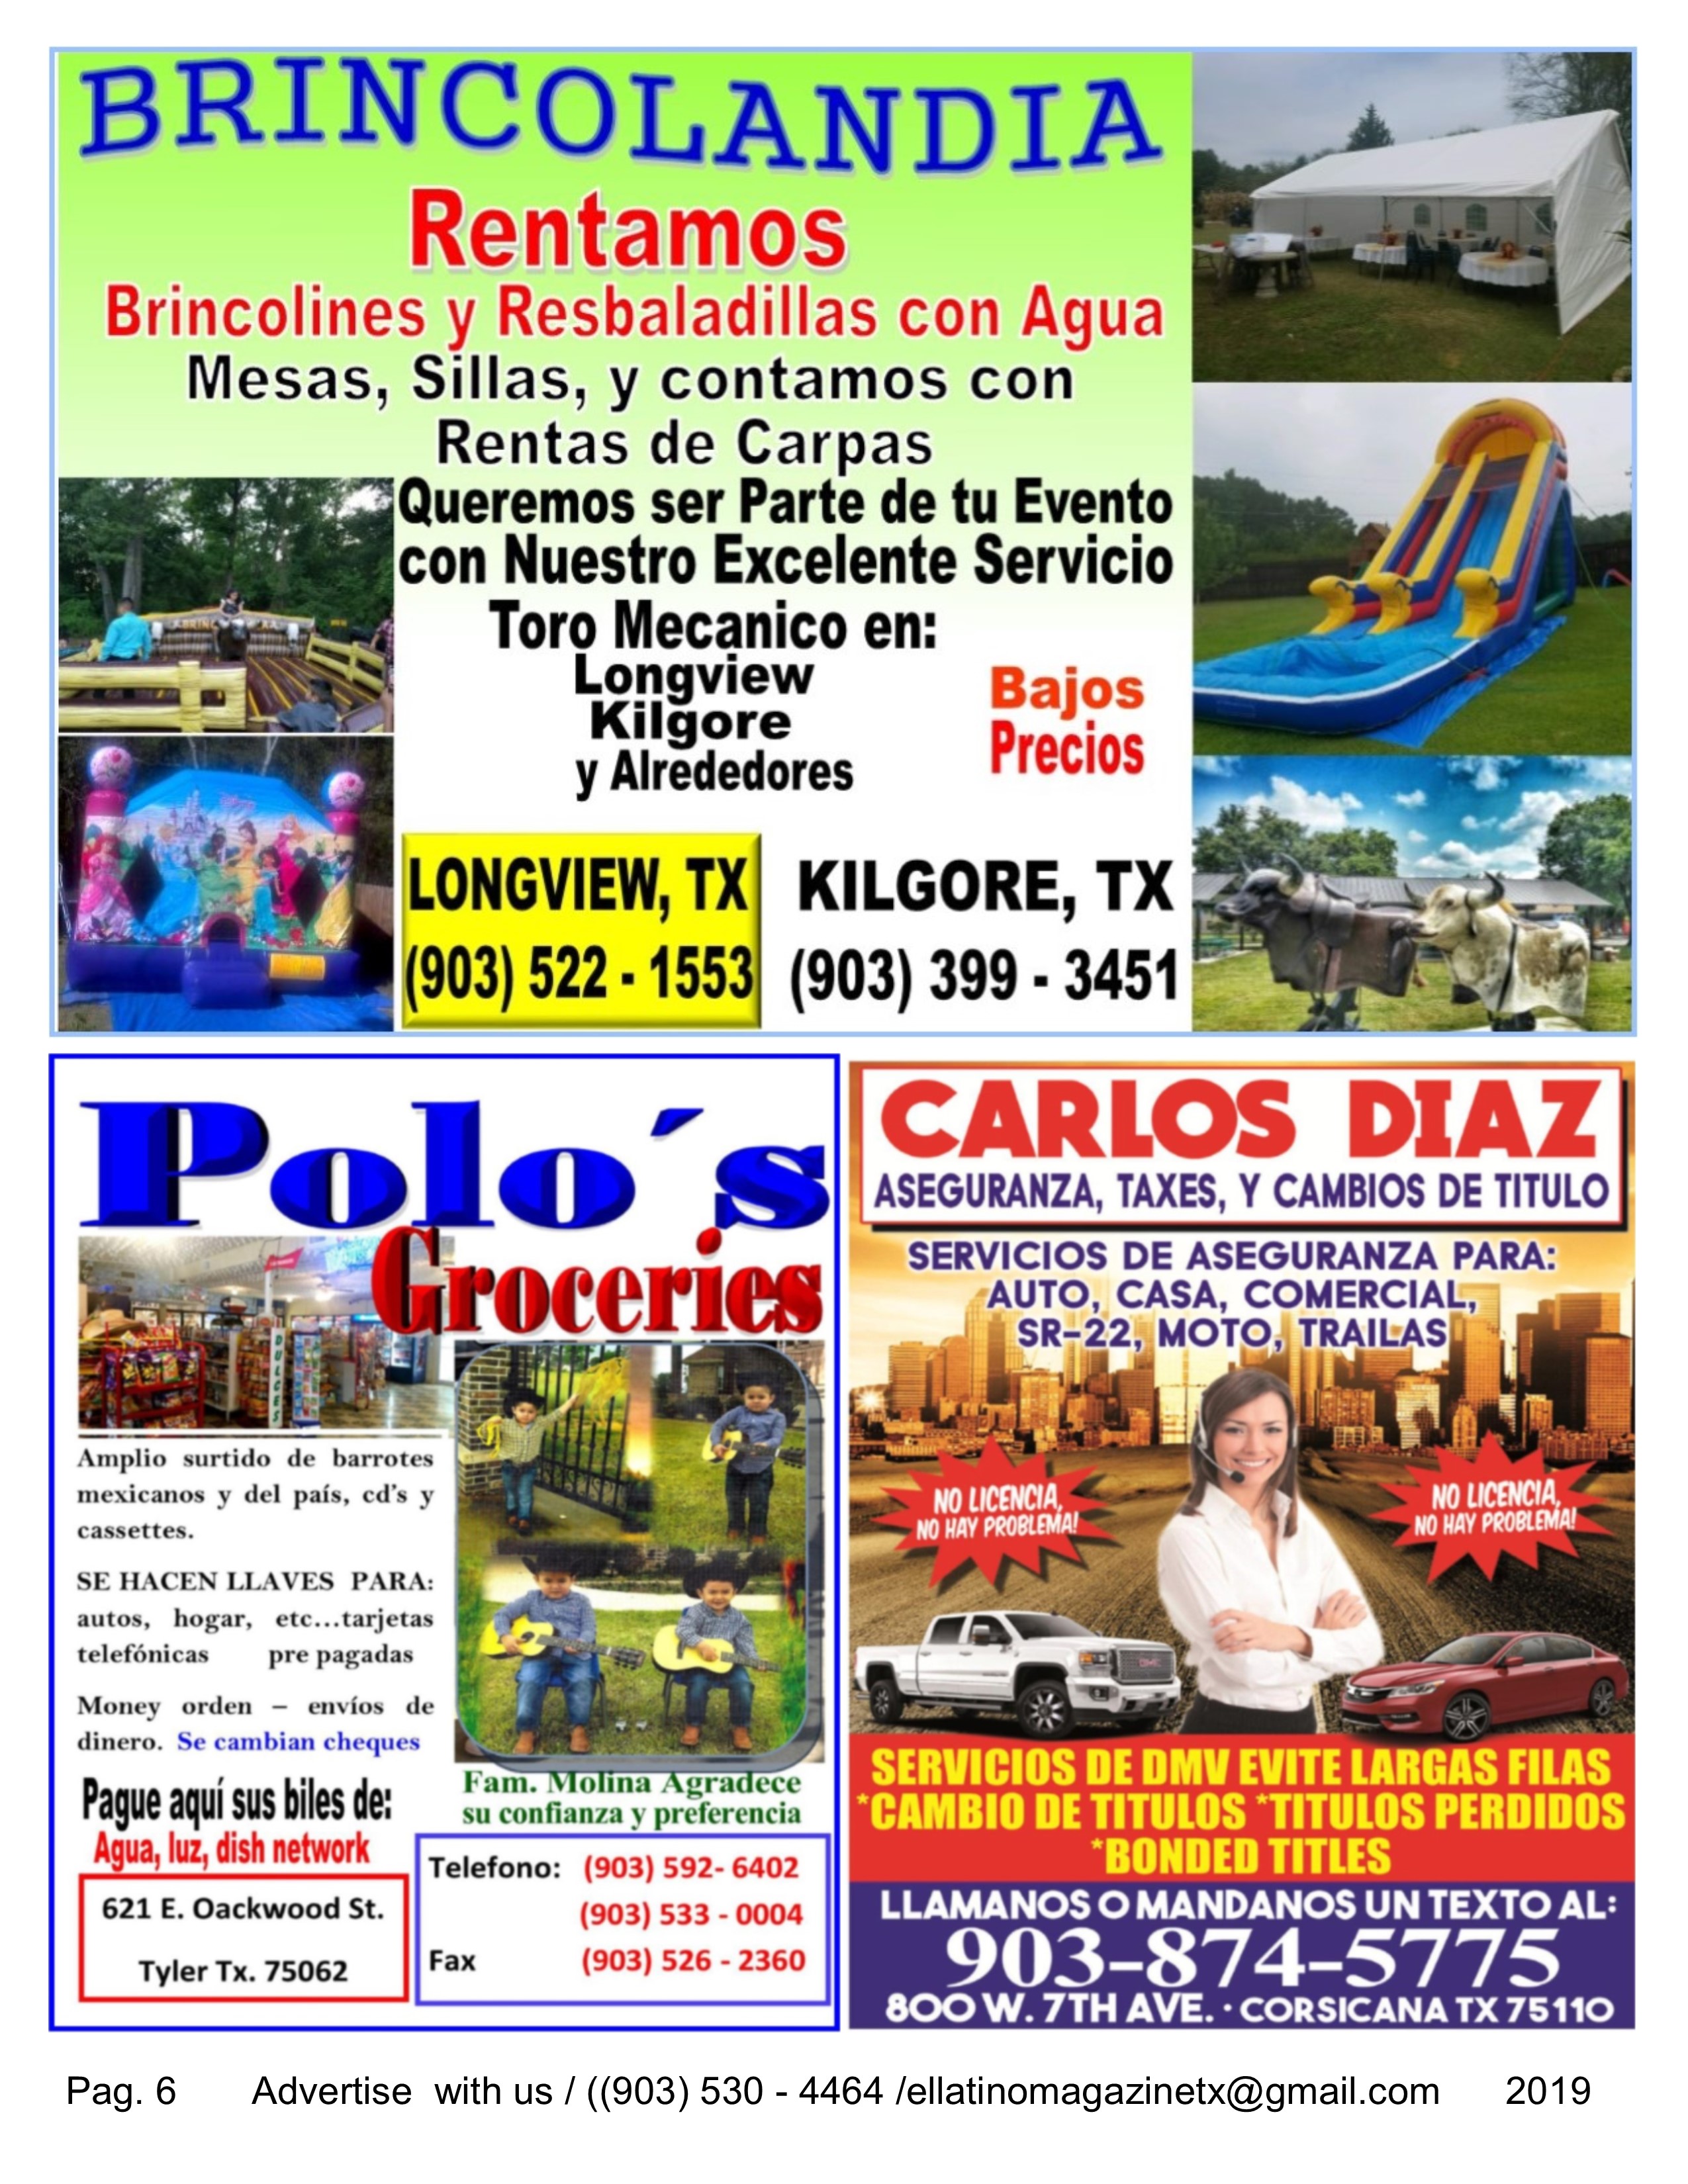 BRINCOLANDIA
Rentamos
Brincolines y Resbaladillas con Agua
Mesas, Sillas, y contamos con
Rentas de Carpas
Queremos ser Parte de tu Evento
con Nuestro Excelente Servicio
Toro Mecanico en:
Longview
Kilgore
y Alrededores
Bajos
Precios
LONGVIEW, TX
(903) 522 - 1553
KILGORE, TX
(903) 399 - 3451
Polo´s
Groceries
DULCES
Amplio surtido de barrotes
mexicanos y del país, cd's y
cassettes.
SE HACEN LLAVES PARA:
autos, hogar, etc...tarjetas
telefónicas pre pagadas
Money orden – envíos de
dinero. Se cambian cheques
Pague aquí sus biles de:
Agua, luz, dish network
621 E. Oackwood St.
Tyler Tx. 75062
Fam. Molina Agradece
su confianza y preferencia
Telefono: (903) 592- 6402
(903) 533 - 0004
Fax (903) 526 - 2360
CARLOS DIAZ
ASEGURANZA, TAXES, Y CAMBIOS DE TITULO
SERVICIOS DE ASEGURANZA PARA:
AUTO, CASA, COMERCIAL,
SR-22, MOTO, TRAILAS
NO LICENCIA,
NO HAY PROBLEMA!
NO LICENCIA,
NO HAY PROBLEMA!
GMC
SERVICIOS DE DMV EVITE LARGAS FILAS
*CAMBIO DE TITULOS *TITULOS PERDIDOS
*BONDED TITLES
LLAMANOS O MANDANOS UN TEXTO AL:
903-874-5775
800 W. 7TH AVE. · CORSICANA TX 75110
Pag. 6 Advertise with us / ((903) 530 - 4464 /ellatinomagazinetx@gmail.com 2019